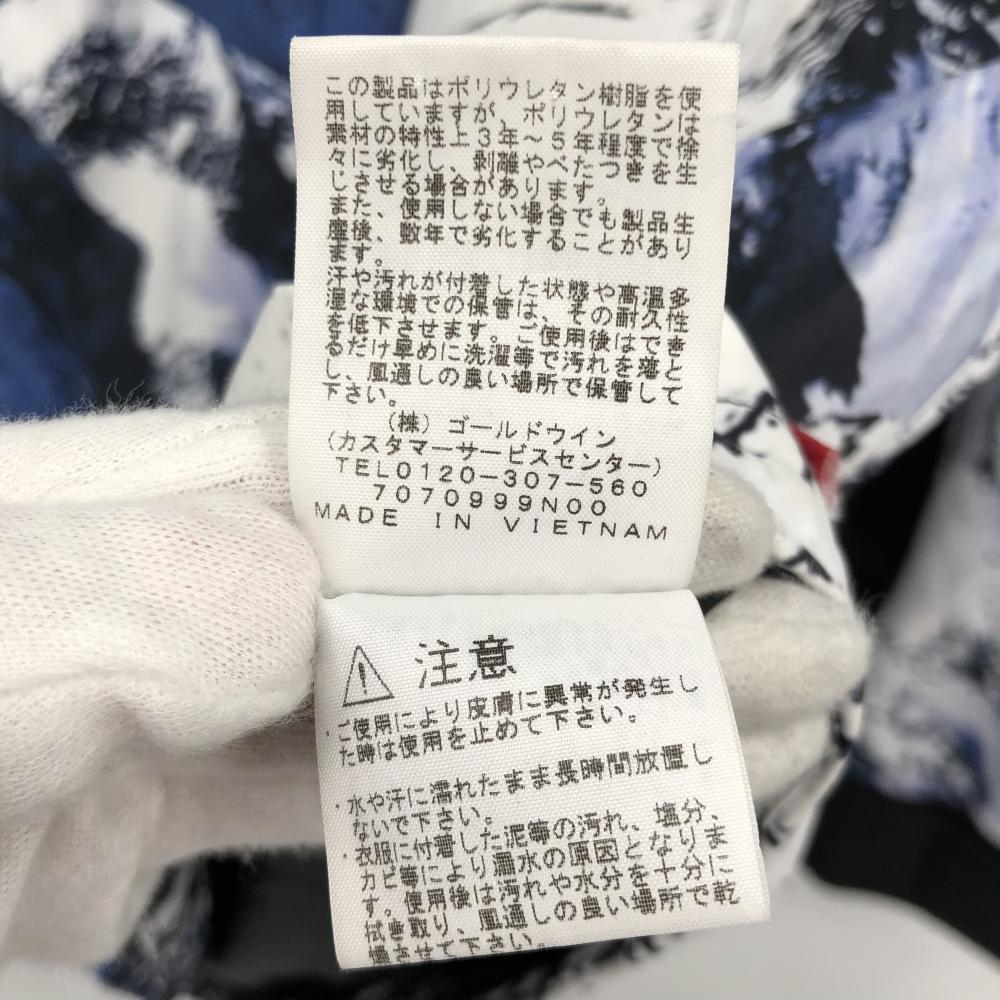 この製品はポリウレタン樹脂を使
用していますが、ポリウレタンは
素材の特性上3年～5年程度で徐
々に劣化し、剥離やべたつきを生
じさせる場合があります。
また、使用しない場合でも製品生
産後、数年で劣化することがあり
ます。
汗や汚れが付着した状態や高温多
湿な環境での保管は、その耐久性
を低下させます。ご使用後はでき
るだけ早めに洗濯等で汚れを落と
し、風通しの良い場所で保管して
下さい。
(株)ゴールドウイン
(カスタマーサービスセンター)
TEL0120-307-560
7070999N00
MADE IN VIETNAM
注意
・ご使用により皮膚に異常が発生し
た時は使用を止めて下さい。
・水や汗に濡れたまま長時間放置し
ないで下さい。
・衣服に付着した泥等の汚れ、塩分、
カビ等により漏水の原因となりま
す。使用後は汚れや水分を十分に
拭き取り、風通しの良い場所で乾
燥させて下さい。